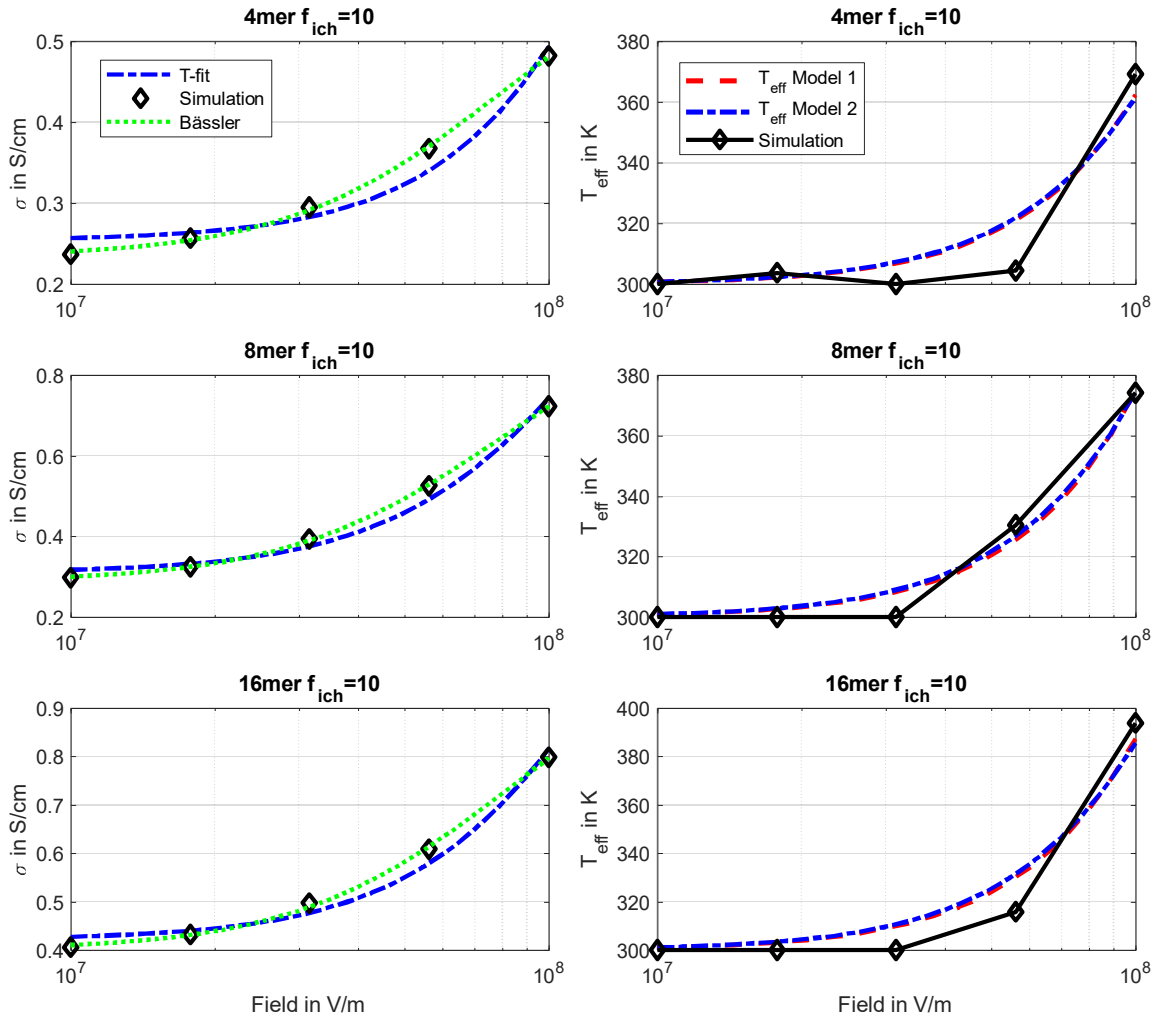 4mer f_ich=10
0.5
0.4
0.3
0.2
σ in S/cm
T-fit
Simulation
Bässler
10^7
10^8
4mer f_ich=10
380
360
340
320
300
T_eff in K
T_eff Model 1
T_eff Model 2
Simulation
10^7
10^8
8mer f_ich=10
0.8
0.6
0.4
0.2
σ in S/cm
10^7
10^8
8mer f_ich=10
380
360
340
320
300
T_eff in K
10^7
10^8
16mer f_ich=10
0.9
0.8
0.7
0.6
0.5
0.4
σ in S/cm
10^7
10^8
Field in V/m
16mer f_ich=10
400
380
360
340
320
300
T_eff in K
10^7
10^8
Field in V/m